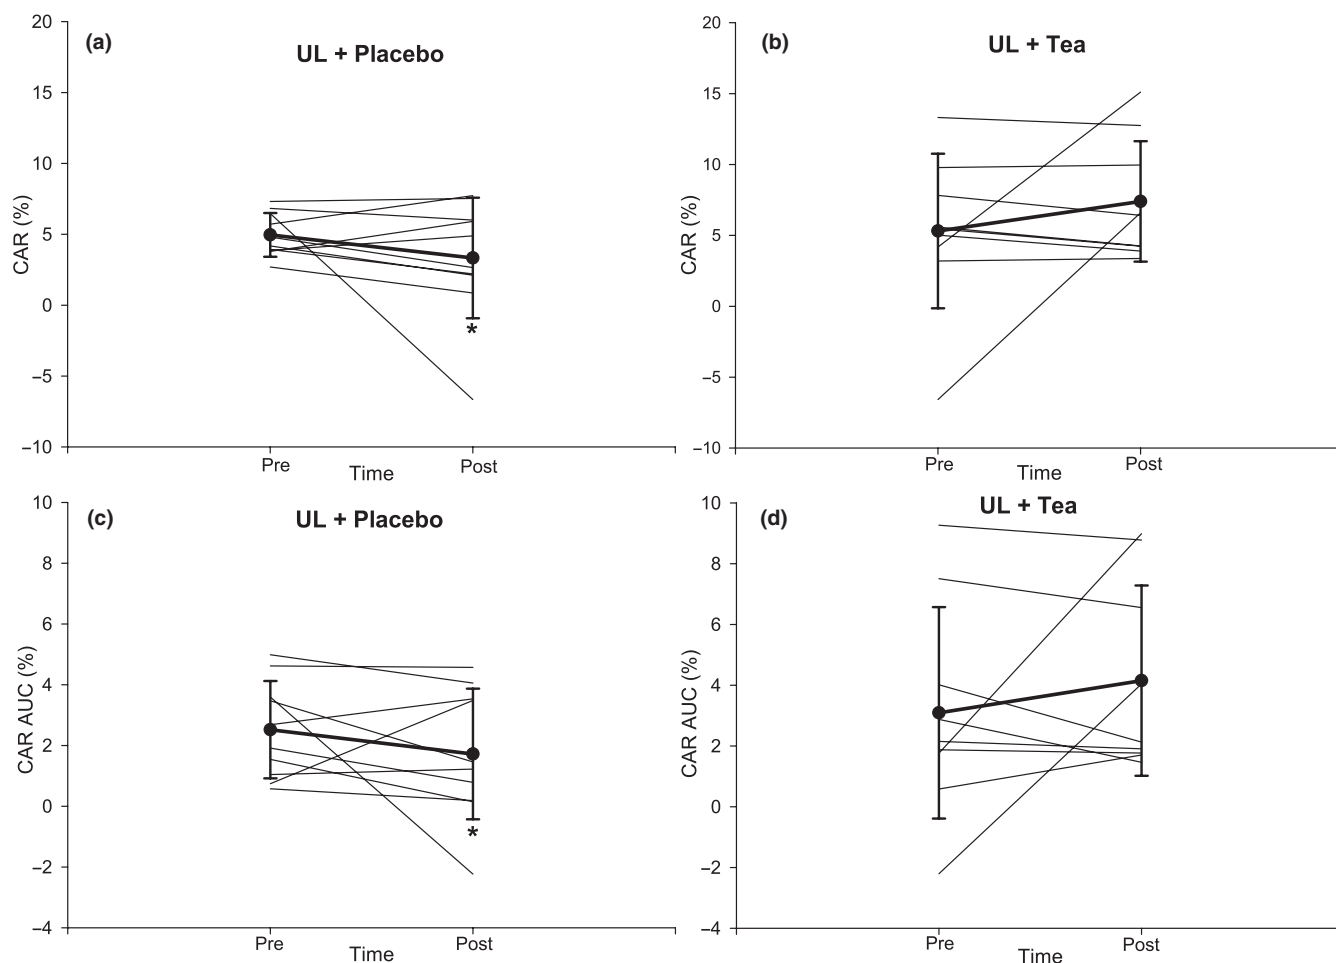 (a)
UL + Placebo
20
15
10
5
0
−5
−10
CAR (%)
*
Pre
Time
Post
(b)
UL + Tea
20
15
10
5
0
−5
−10
CAR (%)
Pre
Time
Post
(c)
UL + Placebo
10
8
6
4
2
0
−2
−4
CAR AUC (%)
*
Pre
Time
Post
(d)
UL + Tea
10
8
6
4
2
0
−2
−4
CAR AUC (%)
Pre
Time
Post